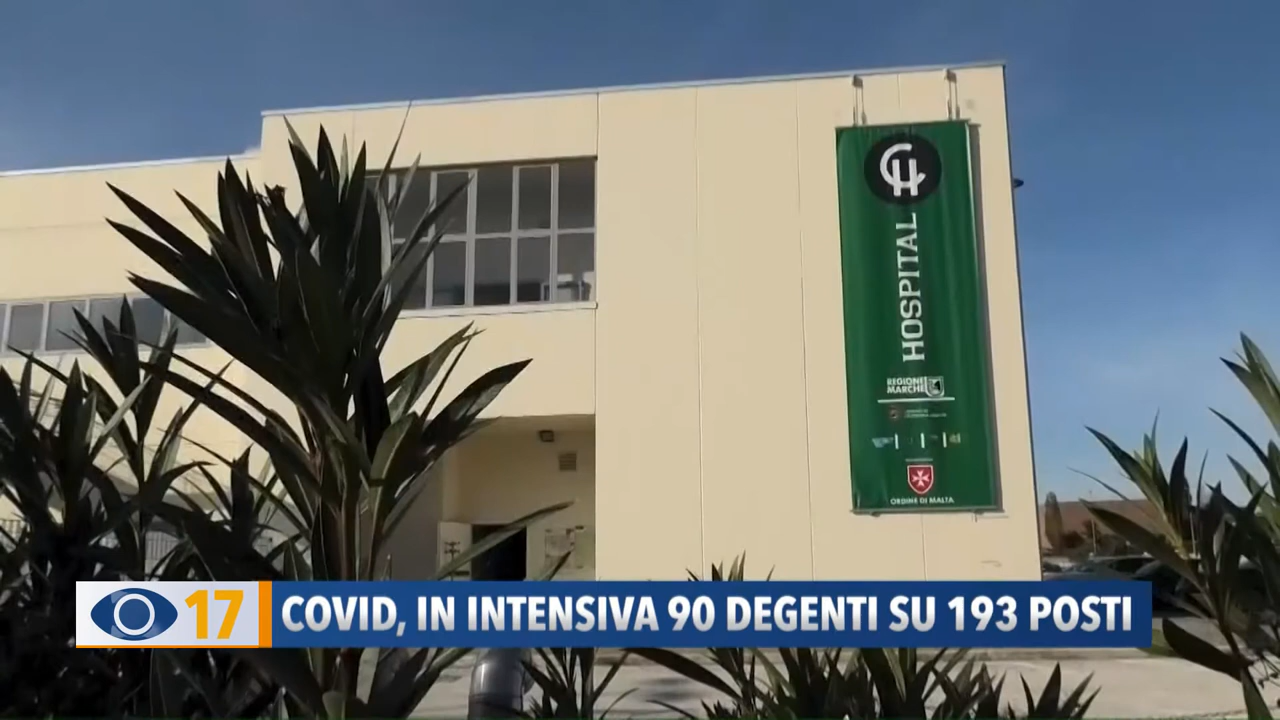 CH
HOSPITAL
REGIONE
MARCHE
ORDINE DI MALTA
17 COVID, IN INTENSIVA 90 DEGENTI SU 193 POSTI